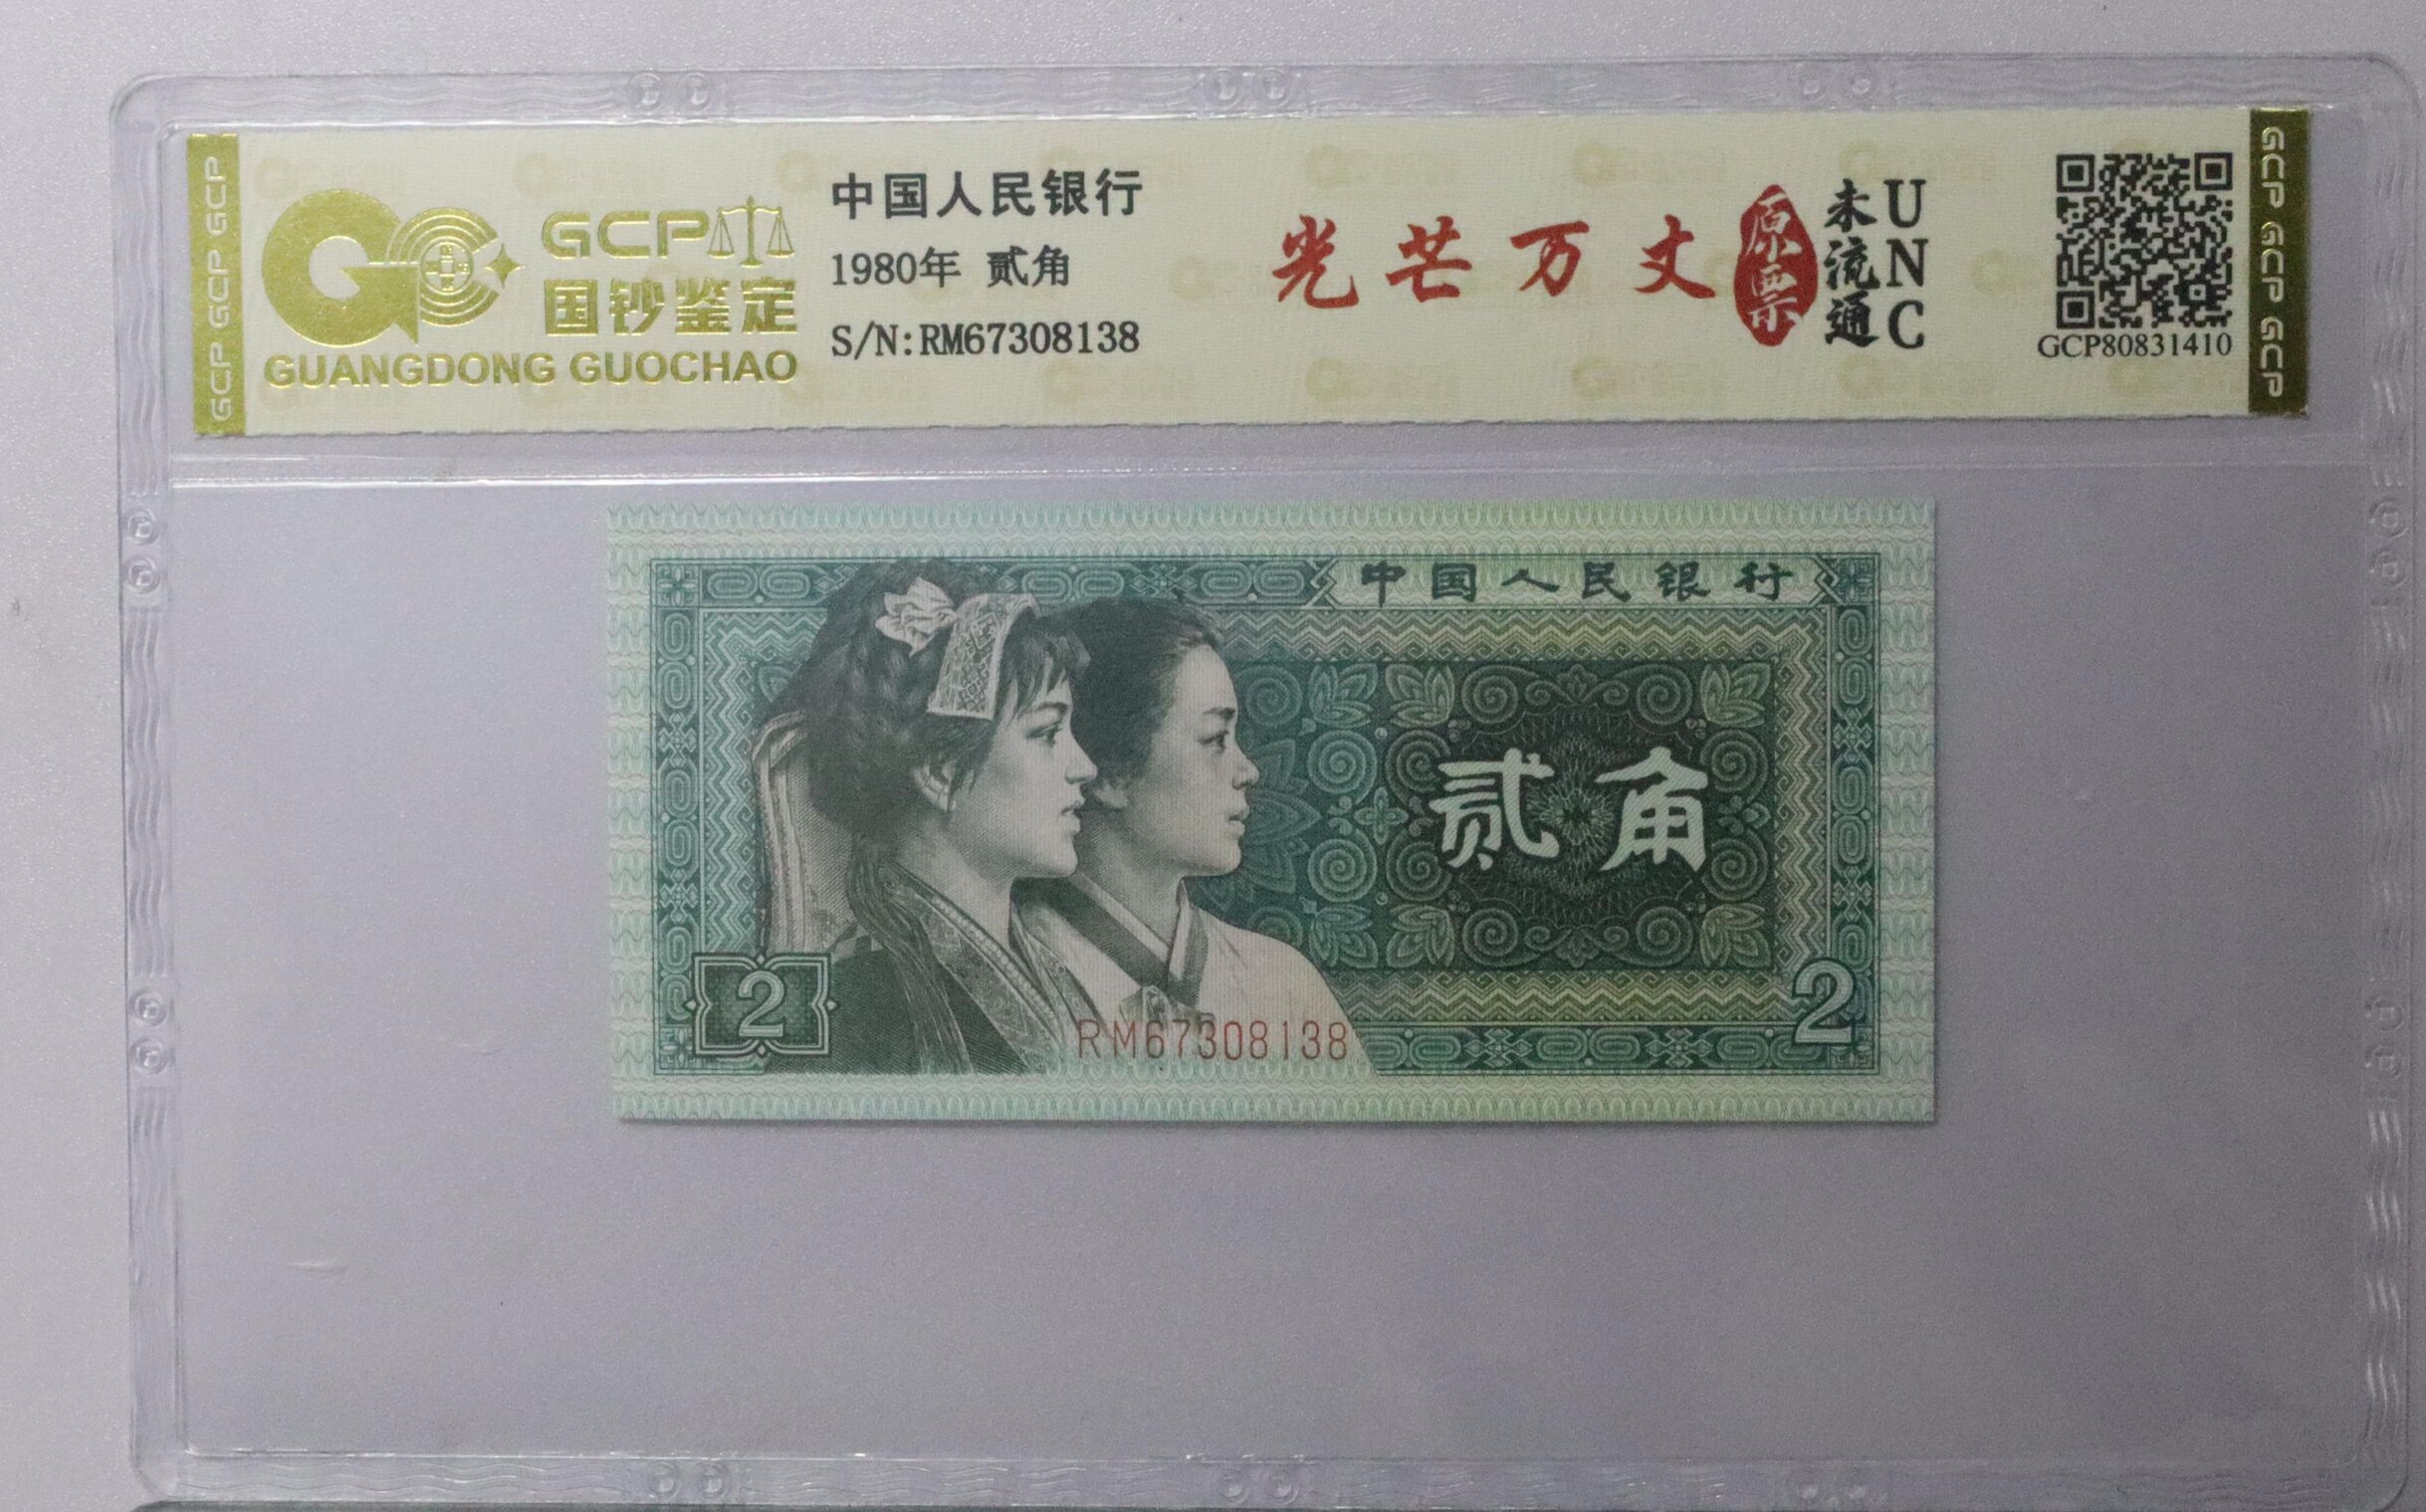 GCP GCP GCP
GCP
国钞鉴定
GUANGDONG GUOCHAO
中国人民银行
1980年 贰角
S/N:RM67308138
光芒万丈
原票
未流通
UNC
GCP80831410
GCP GCP GCP
中国人民银行
贰角
2
RM67308138
2